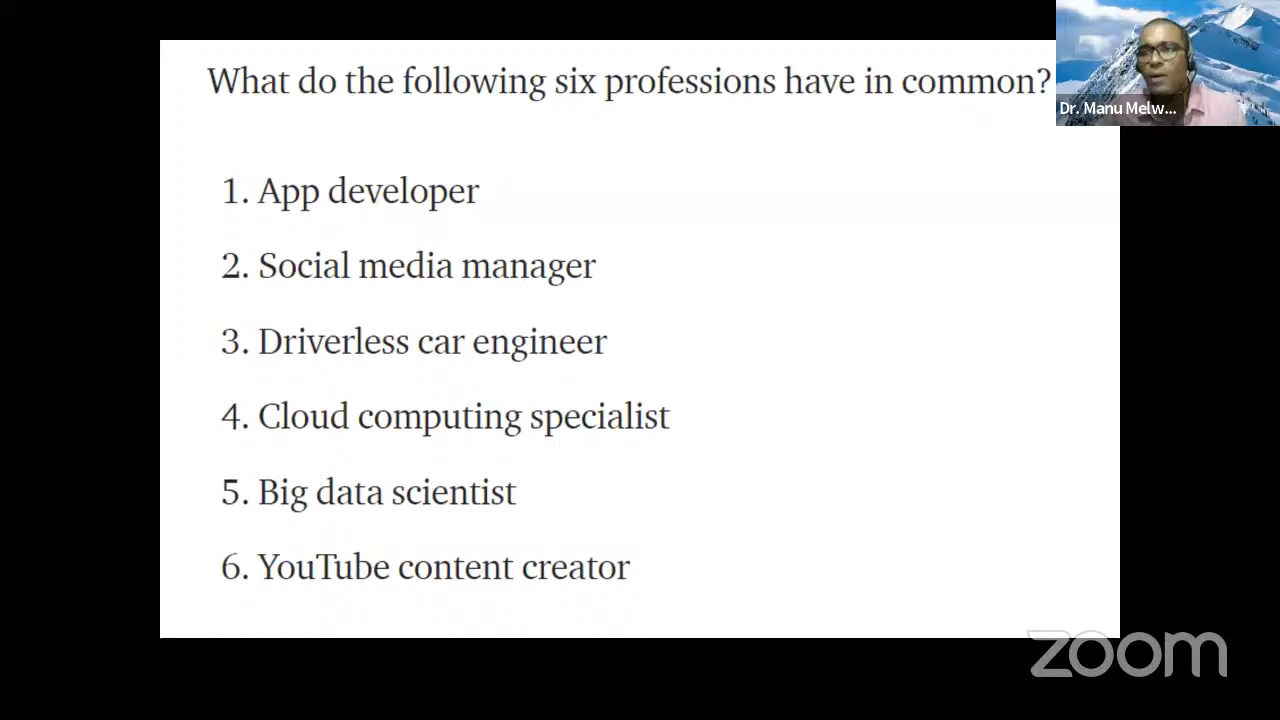 What do the following six professions have in common?
Dr. Manu Melw...
1. App developer
2. Social media manager
3. Driverless car engineer
4. Cloud computing specialist
5. Big data scientist
6. YouTube content creator
zoom